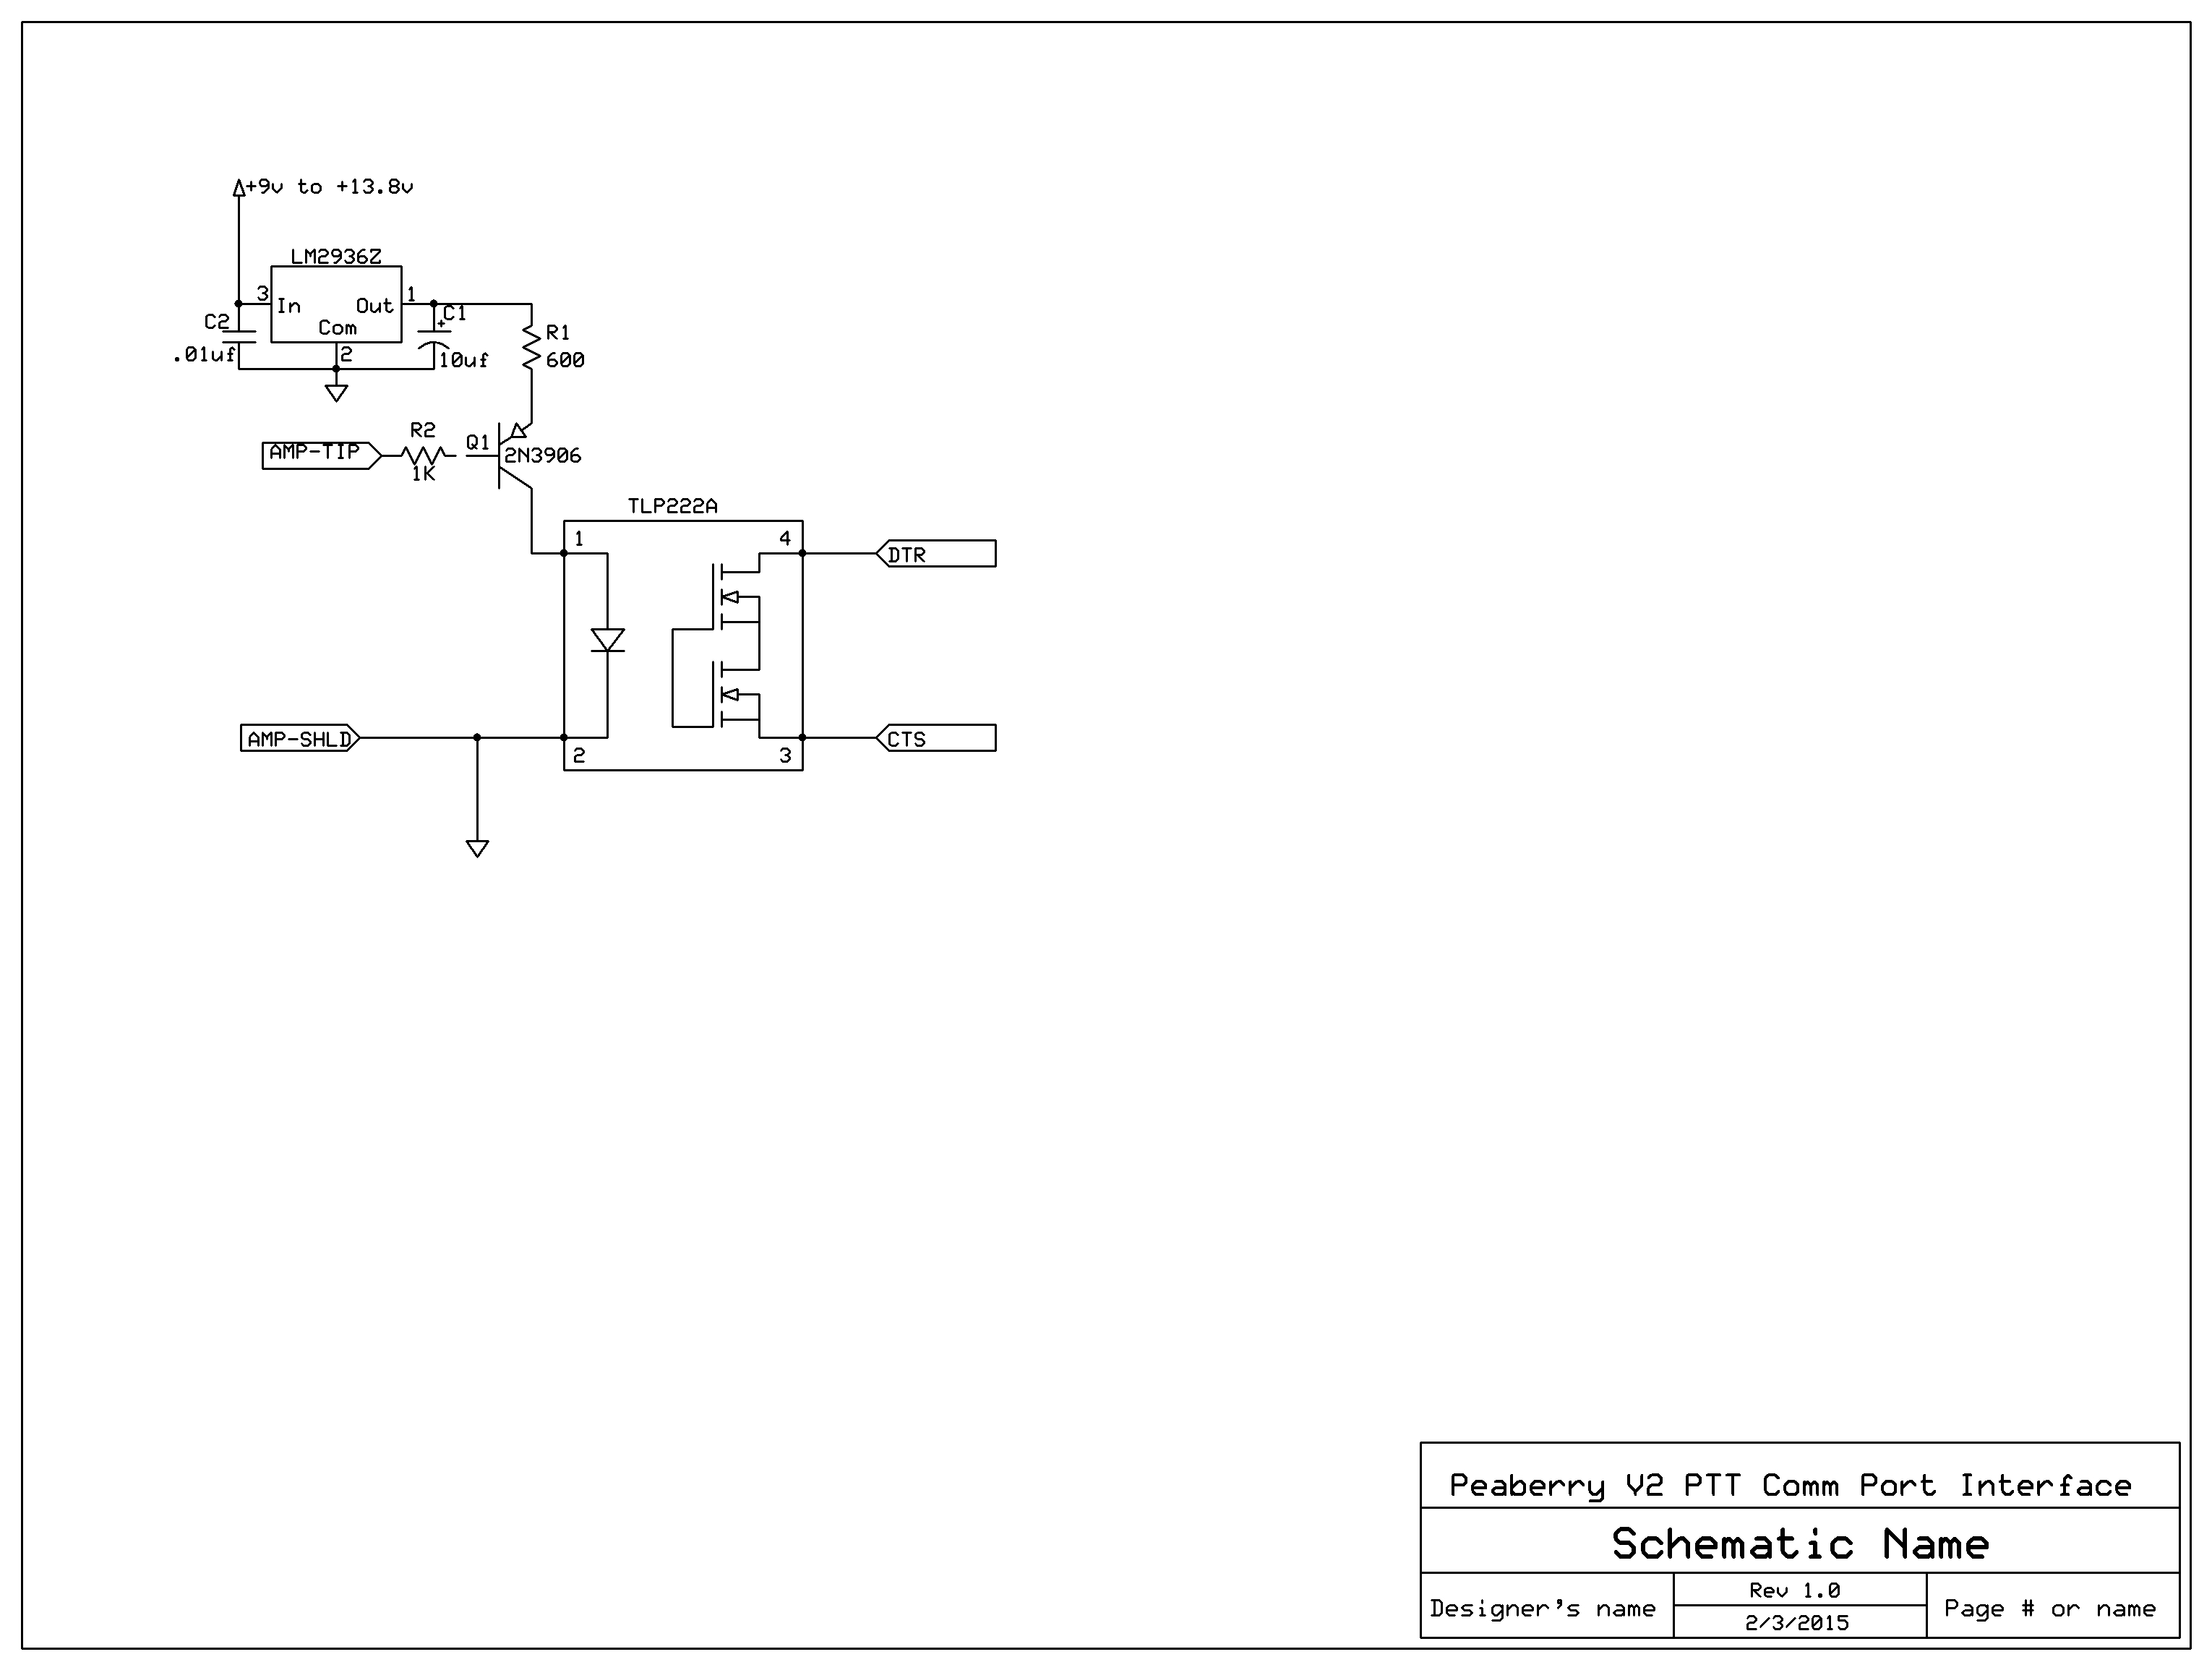 +9v to +13.8v
LM2936Z
3
In
Out
1
Com
2
C2
.01uf
C1
+
10uf
R1
600
AMP-TIP
R2
1K
Q1
2N3906
TLP222A
1
4
DTR
AMP-SHLD
2
3
CTS
Peaberry V2 PTT Comm Port Interface
Schematic Name
Designer's name
Rev 1.0
2/3/2015
Page # or name